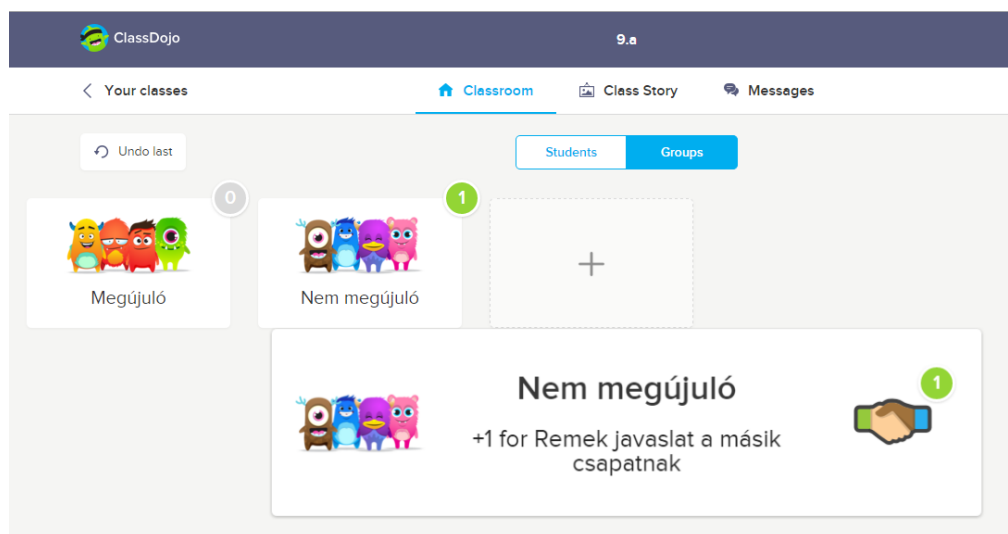 ClassDojo
9.a
Your classes
Classroom
Class Story
Messages
Undo last
Students
Groups
0
1
Megújuló
Nem megújuló
1
Nem megújuló
+1 for Remek javaslat a másik
csapatnak